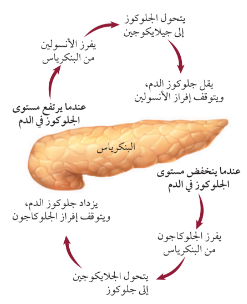 عندما يرتفع مستوى
الجلوكوز في الدم
يفرز الأنسولين
من البنكرياس
يتحول الجلوكوز
إلى جيلايكوجين
يقل جلوكوز الدم،
ويتوقف إفراز الأنسولين
البنكرياس
عندما ينخفض مستوى
الجلوكوز في الدم
يفرز الجلوكاجون
من البنكرياس
يتحول الجلايكوجين
إلى جلوكوز
يزداد جلوكوز الدم،
ويتوقف إفراز الجلوكاجون